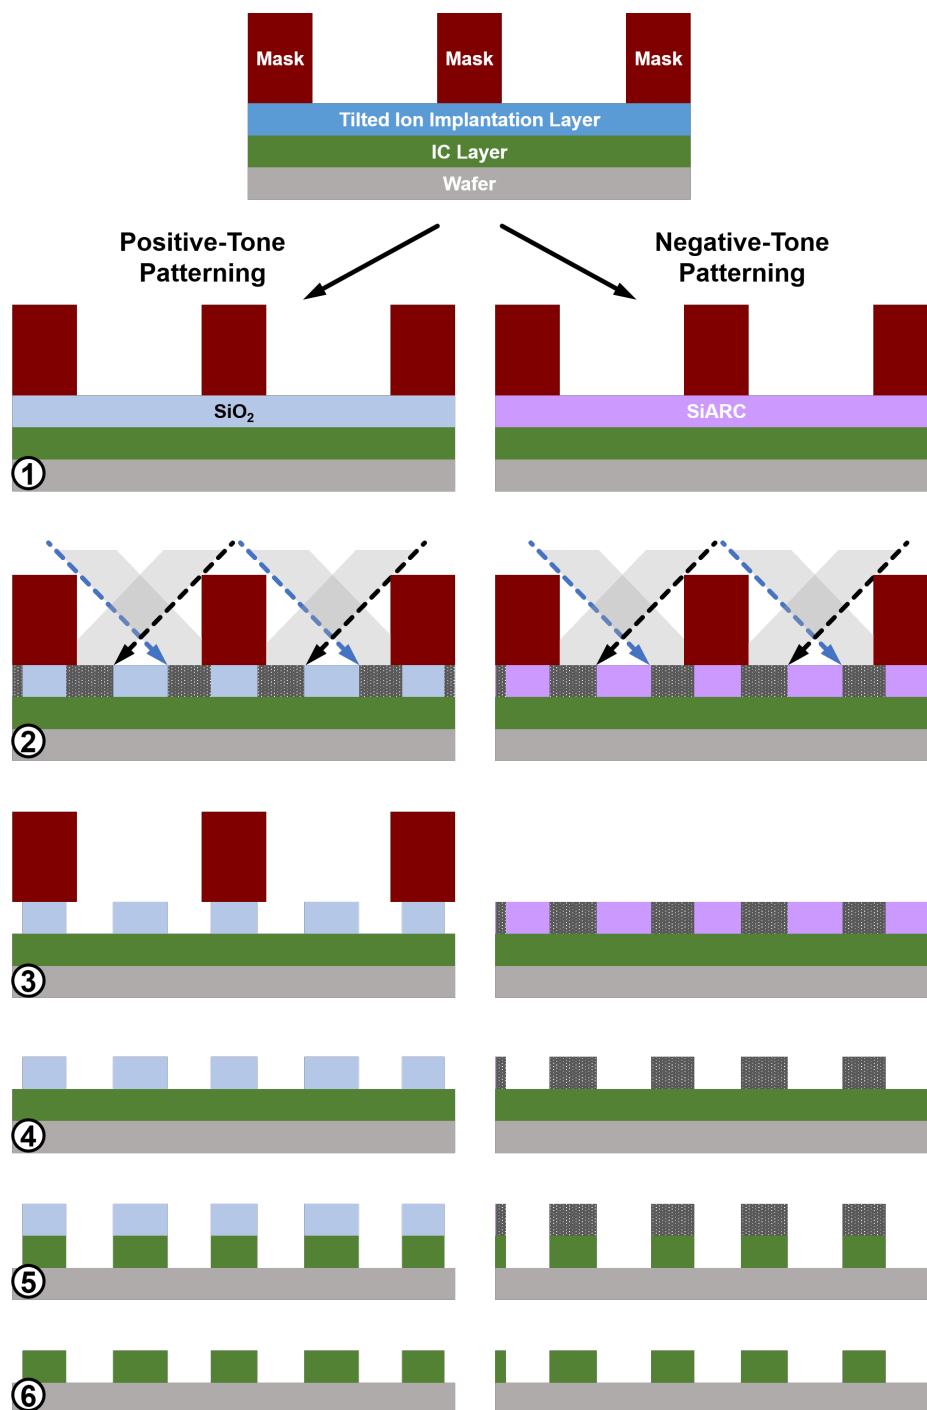 Mask Mask Mask
Tilted Ion Implantation Layer
IC Layer
Wafer
Positive-Tone
Patterning
Negative-Tone
Patterning
SiO₂
SiARC
1
2
3
4
5
6